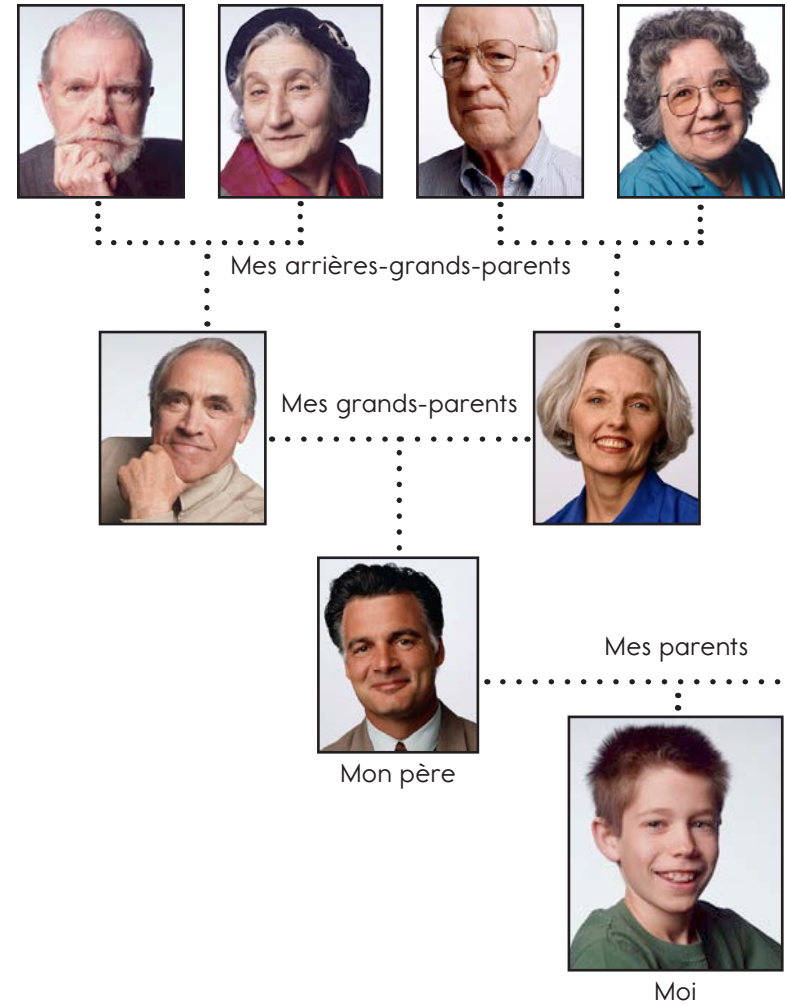 Mes arrières-grands-parents
Mes grands-parents
Mes parents
Mon père
Moi